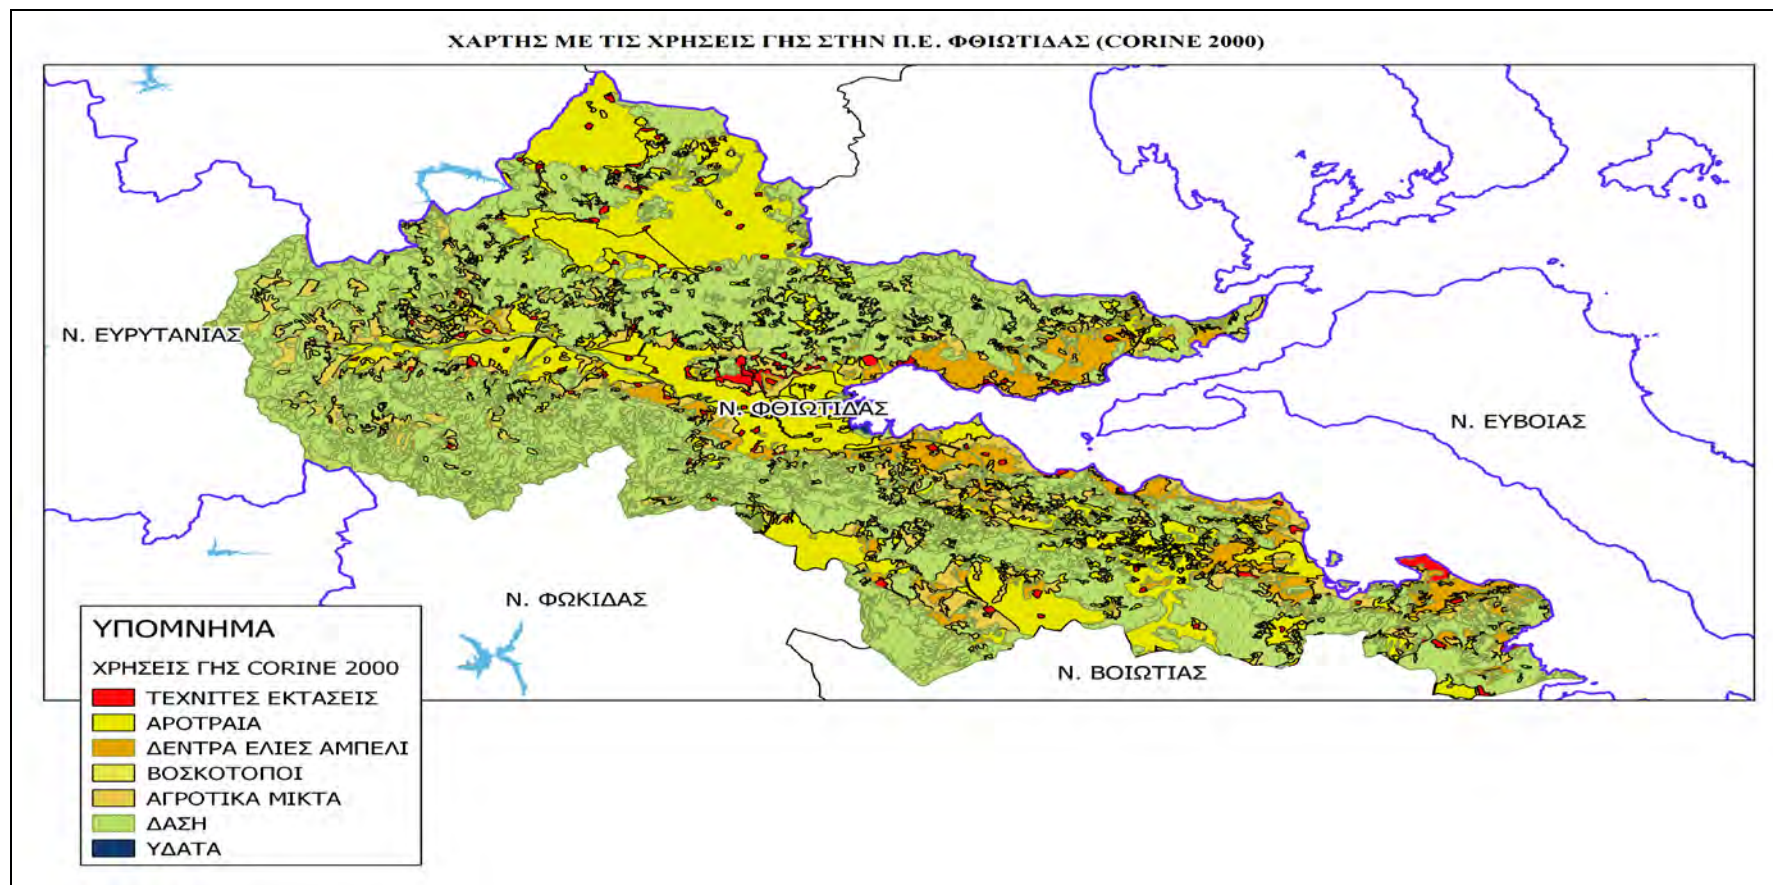 ΧΑΡΤΗΣ ΜΕ ΤΙΣ ΧΡΗΣΕΙΣ ΓΗΣ ΣΤΗΝ Π.Ε. ΦΘΙΩΤΙΔΑΣ (CORINE 2000)
Ν. ΕΥΡΥΤΑΝΙΑΣ
Ν. ΦΘΙΩΤΙΔΑΣ
Ν. ΕΥΒΟΙΑΣ
Ν. ΦΩΚΙΔΑΣ
Ν. ΒΟΙΩΤΙΑΣ
ΥΠΟΜΝΗΜΑ
ΧΡΗΣΕΙΣ ΓΗΣ CORINE 2000
ΤΕΧΝΙΤΕΣ ΕΚΤΑΣΕΙΣ
ΑΡΟΤΡΑΙΑ
ΔΕΝΤΡΑ ΕΛΙΕΣ ΑΜΠΕΛΙ
ΒΟΣΚΟΤΟΠΟΙ
ΑΓΡΟΤΙΚΑ ΜΙΚΤΑ
ΔΑΣΗ
ΥΔΑΤΑ